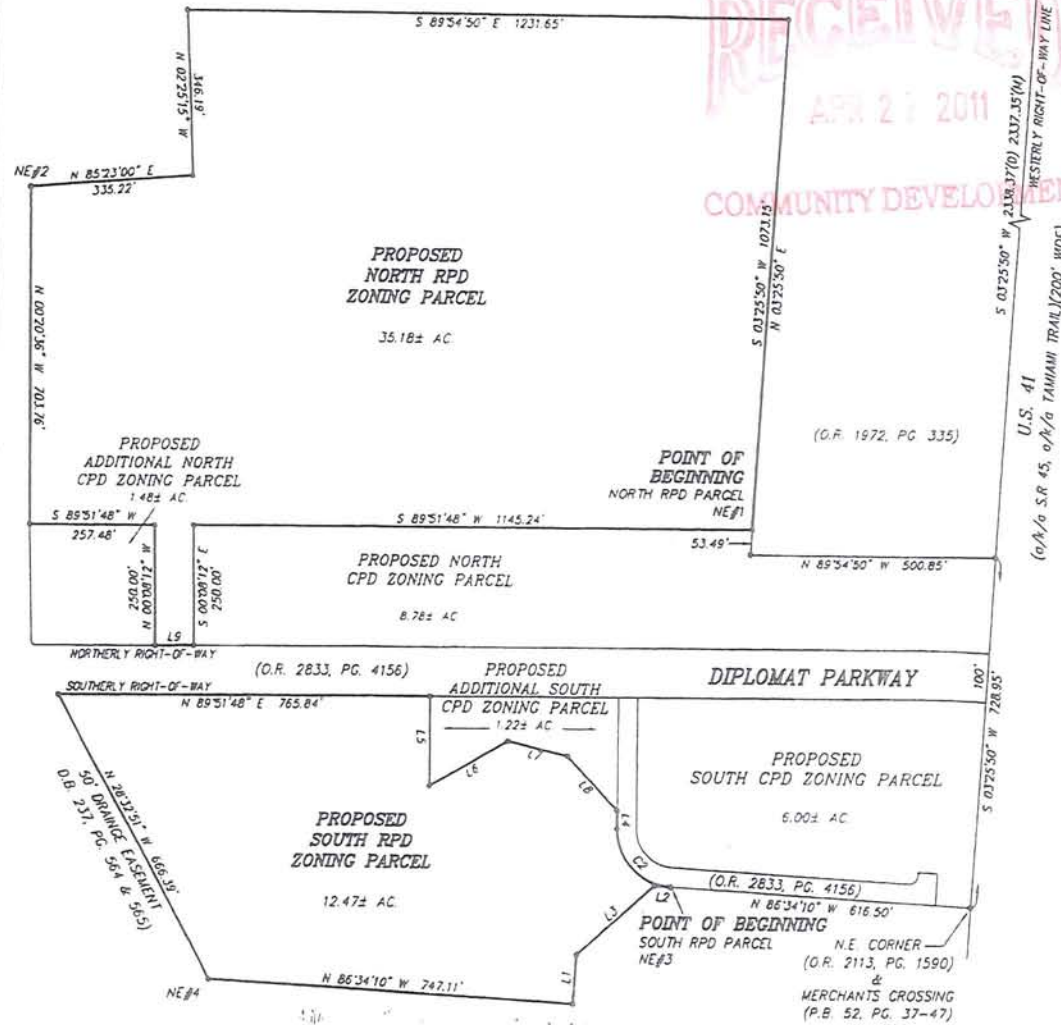 S 89°54'50" E 1231.65'
RECEIVED
APR 2 2011
COMMUNITY DEVELOPMEN
N 02°25'15" W
346.19'
NE#2
N 85°23'00" E
335.22'
N 00°20'36" W 703.76'
PROPOSED
NORTH RPD
ZONING PARCEL
35.18± AC.
S 03°25'50" W 1073.15'
N 03°25'50" E
S 03°25'50" W 2338.37'(D) 2337.35'(M)
WESTERLY RIGHT-OF-WAY LINE
U.S. 41
(a/k/a S.R 45, a/k/a TAMIAMI TRAIL)(200' WIDE)
(O.R. 1972, PG 335)
PROPOSED
ADDITIONAL NORTH
CPD ZONING PARCEL
1.48± AC.
POINT OF
BEGINNING
NORTH RPD PARCEL
NE#1
S 89°51'48" W
257.48'
S 89°51'48" W 1145.24'
53.49'
N 89°54'50" W 500.85'
N 00°08'12" W
250.00'
S 00°08'12" E
250.00'
L9
PROPOSED NORTH
CPD ZONING PARCEL
8.78± AC
NORTHERLY RIGHT-OF-WAY
(O.R. 2833, PG. 4156)
DIPLOMAT PARKWAY
100'
SOUTHERLY RIGHT-OF-WAY
N 89°51'48" E 765.84'
PROPOSED
ADDITIONAL SOUTH
CPD ZONING PARCEL
1.22± AC
L5
L6
L7
L8
L4
C2
L2
L3
L1
S 03°25'50" W 728.95'
PROPOSED
SOUTH CPD ZONING PARCEL
6.00± AC
N 28°32'51" W 666.39'
50' DRAINGE EASEMENT
D.B. 237, PG. 564 & 565)
PROPOSED
SOUTH RPD
ZONING PARCEL
12.47± AC.
(O.R. 2833, PG. 4156)
N 86°34'10" W 616.50'
POINT OF BEGINNING
SOUTH RPD PARCEL
NE#3
N.E. CORNER
(O.R. 2113, PG. 1590)
&
MERCHANTS CROSSING
(P.B. 52, PG. 37-47)
NE#4
N 86°34'10" W 747.11'